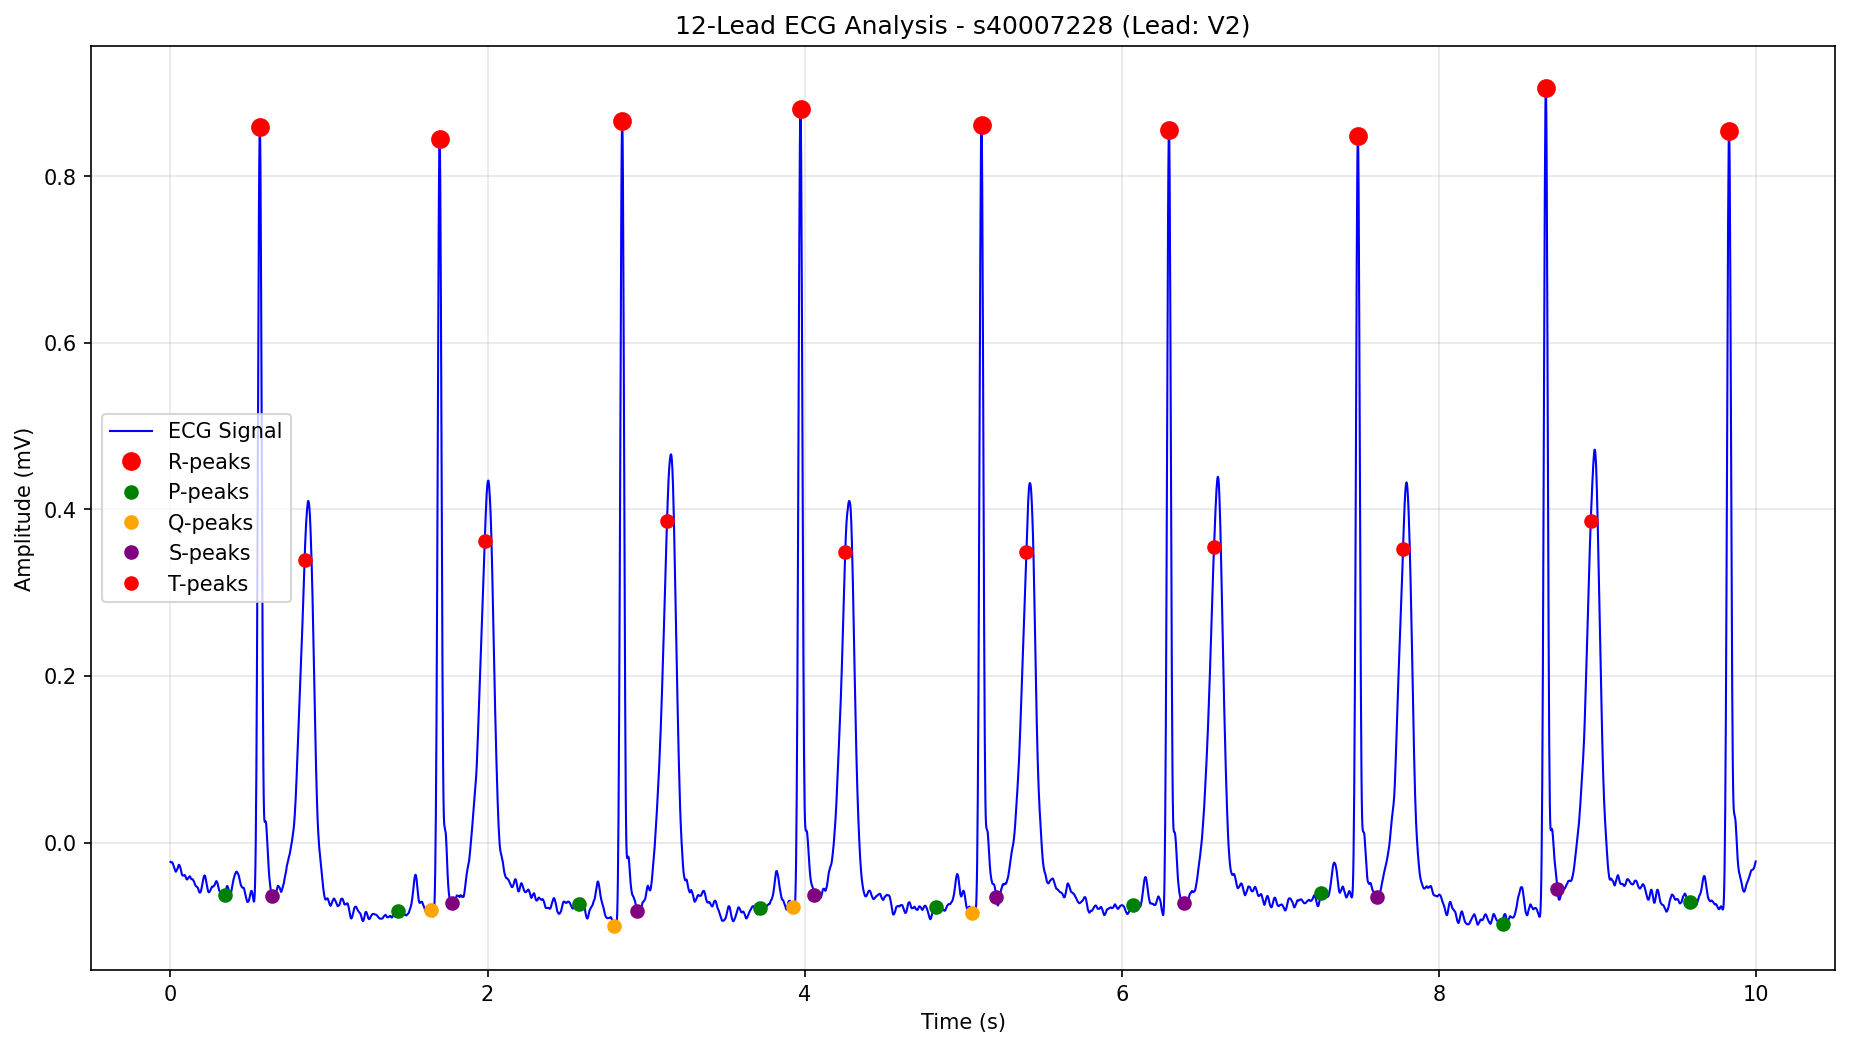 12-Lead ECG Analysis - s40007228 (Lead: V2)
Amplitude (mV)
0.8
0.6
0.4
0.2
0.0
ECG Signal
R-peaks
P-peaks
Q-peaks
S-peaks
T-peaks
0 2 4 6 8 10
Time (s)